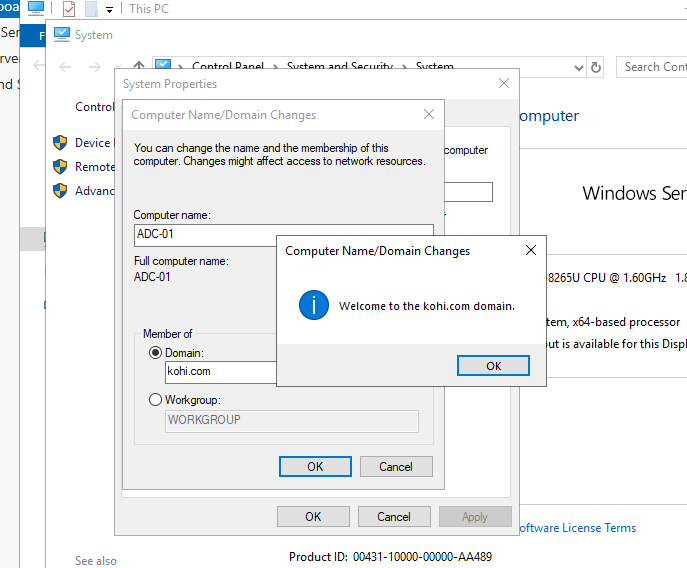 This PC
System
Control Panel > System and Security > System
Search Cont
System Properties
Control
Computer Name/Domain Changes
omputer
Device
You can change the name and the membership of this
computer. Changes might affect access to network resources.
computer
Remote
Advanc
Windows Ser
Computer name:
ADC-01
Full computer name:
ADC-01
Computer Name/Domain Changes
Welcome to the kohi.com domain.
OK
-8265U CPU @ 1.60GHz 1.8
tem, x64-based processor
out is available for this Displ
Member of
Domain:
kohi.com
Workgroup:
WORKGROUP
OK
Cancel
OK
Cancel
Apply
oftware License Terms
See also
Product ID: 00431-10000-00000-AA489